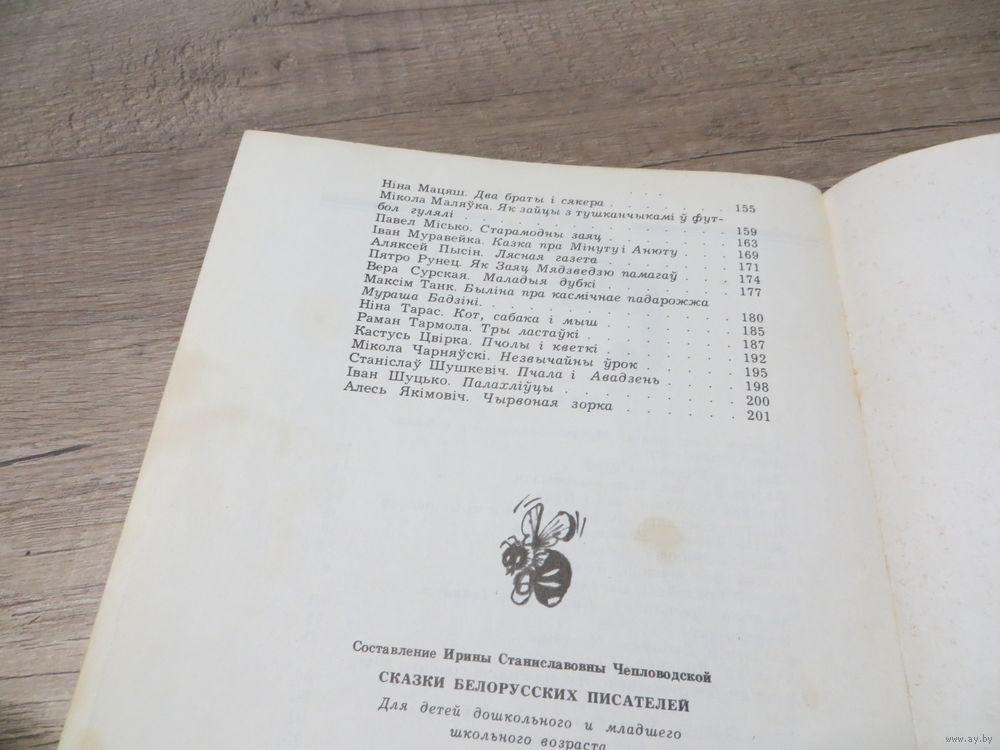 Ніна Мацяш. Два браты і сякера . . . . . . 155
Мікола Маляўка. Як зайцы з тушканчыкамі ў фут-
бол гулялі . . . . . . . . . . . . 159
Павел Місько. Старамодны заяц . . . . . . 163
Іван Муравейка. Казка пра Мінуту і Анюту . . . 169
Аляксей Пысін. Лясная газета . . . . . . 171
Пятро Рунец. Як Заяц Мядзведзю памагаў . . . 174
Вера Сурская. Маладыя дубкі . . . . . . 177
Максім Танк. Быліна пра касмічнае падарожжа
Мураша Бадзіні. . . . . . . . . . . 180
Ніна Тарас. Кот, сабака і мыш . . . . . . 185
Раман Тармола. Тры ластаўкі . . . . . . 187
Кастусь Цвірка. Пчолы і кветкі . . . . . . 192
Мікола Чарняўскі. Незвычайны ўрок . . . . . 195
Станіслаў Шушкевіч. Пчала і Авадзень . . . . 198
Іван Шуцько. Палахліўцы . . . . . . . 200
Алесь Якімовіч. Чырвоная зорка . . . . . . 201
Составление Ирины Станиславовны Чепловодской
СКАЗКИ БЕЛОРУССКИХ ПИСАТЕЛЕЙ
Для детей дошкольного и младшего
школьного возраста
www.ay.by